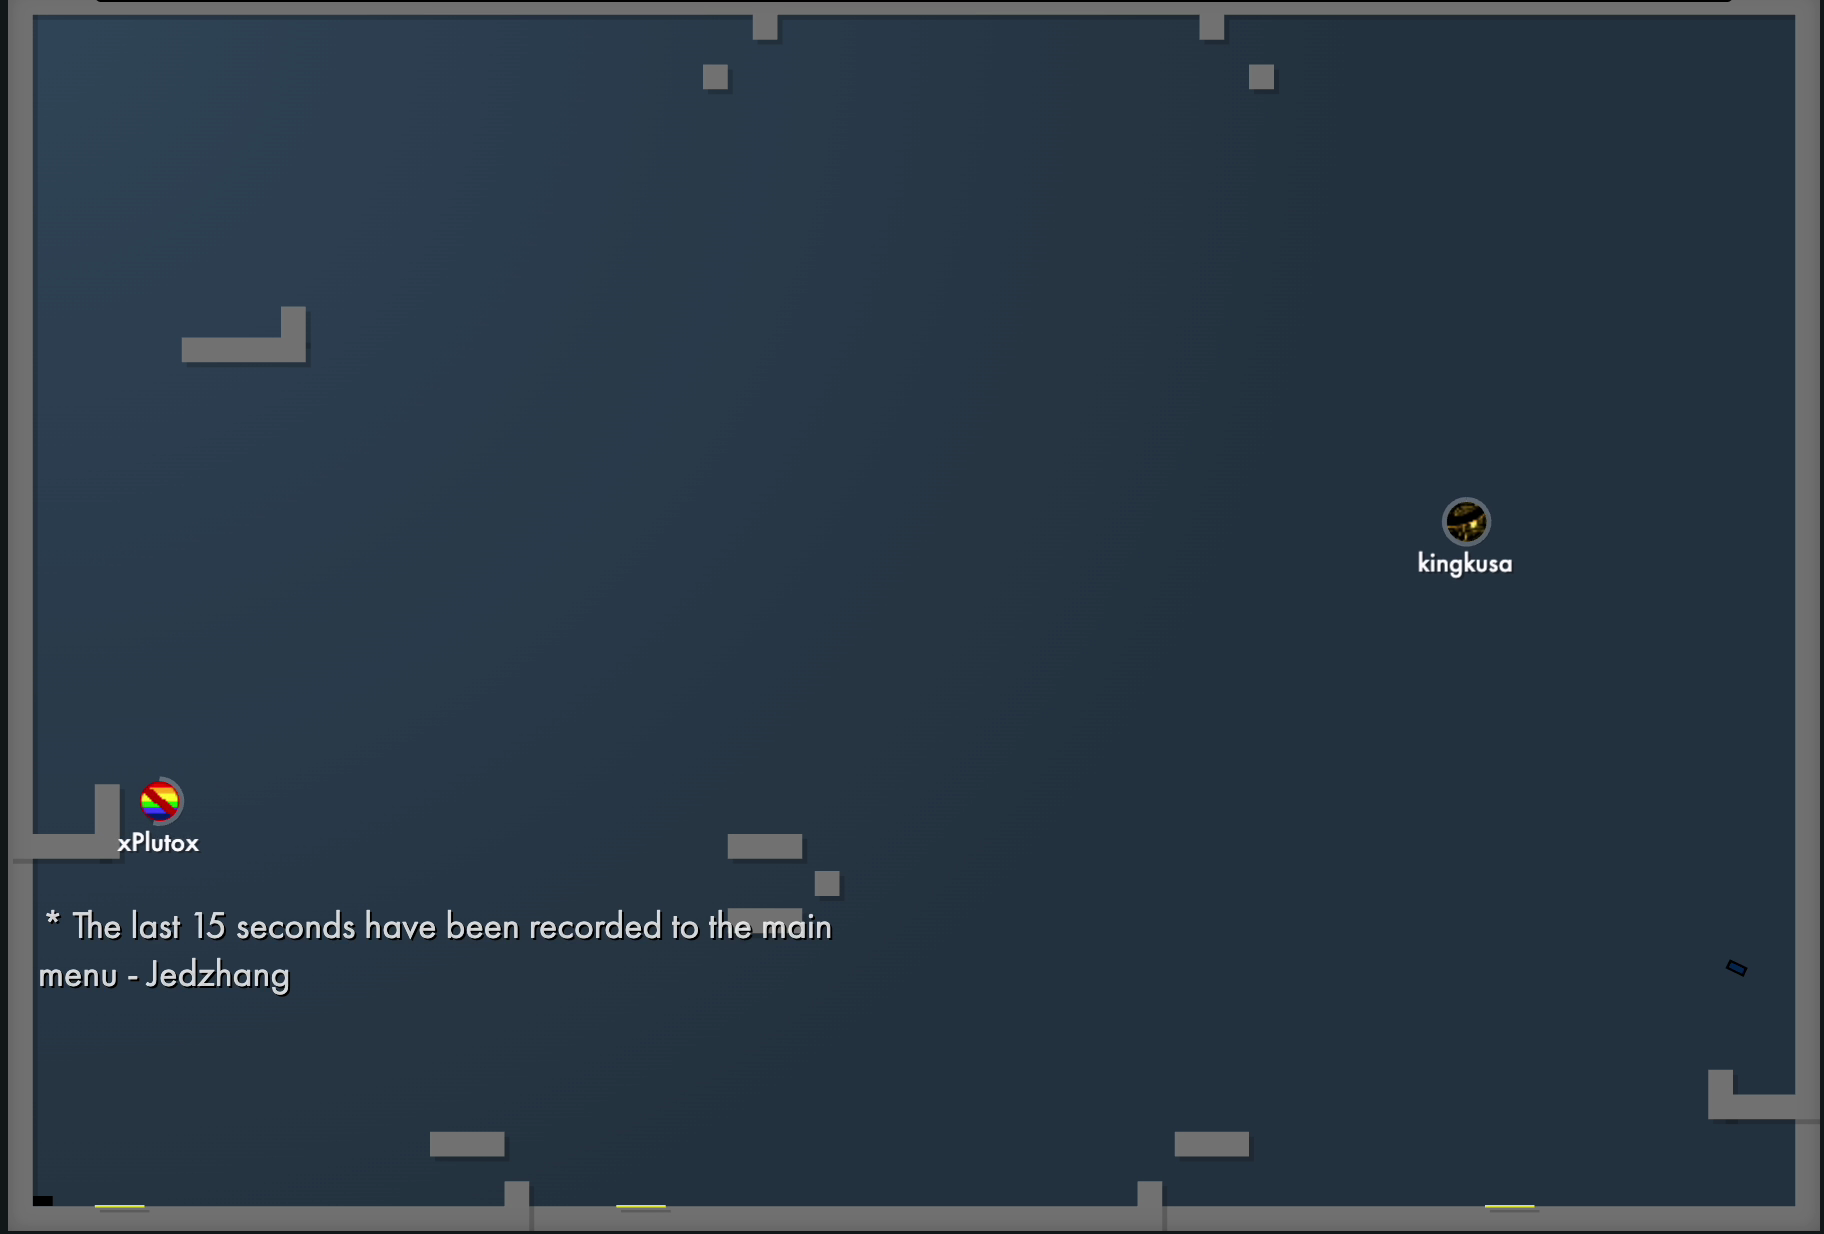 kingkusa
xPlutox
* The last 15 seconds have been recorded to the main
menu - Jedzhang